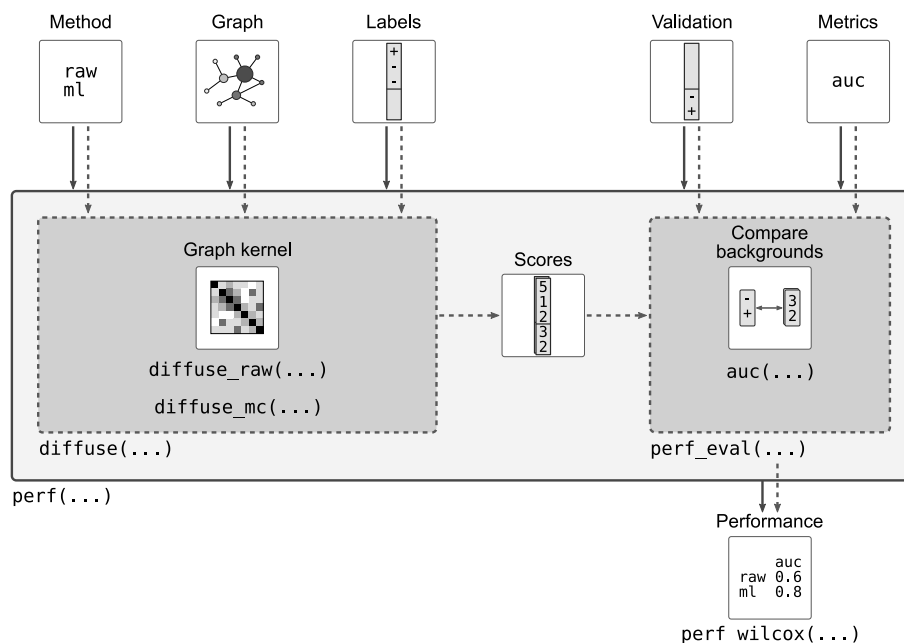 Method
Graph
Labels
Validation
Metrics
raw
ml
+
-
-
-
+
auc
Graph kernel
Scores
Compare
backgrounds
5
1
2
3
2
-
+
3
2
diffuse_raw(...)
auc(...)
diffuse_mc(...)
diffuse(...)
perf_eval(...)
perf(...)
Performance
auc
raw 0.6
ml 0.8
perf_wilcox(...)